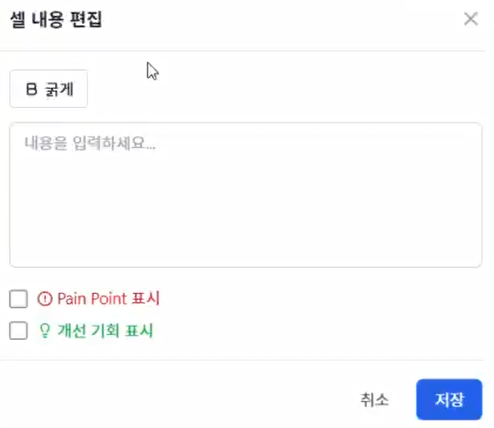 셀 내용 편집
B 굵게
내용을 입력하세요...
Pain Point 표시
개선 기회 표시
취소 저장